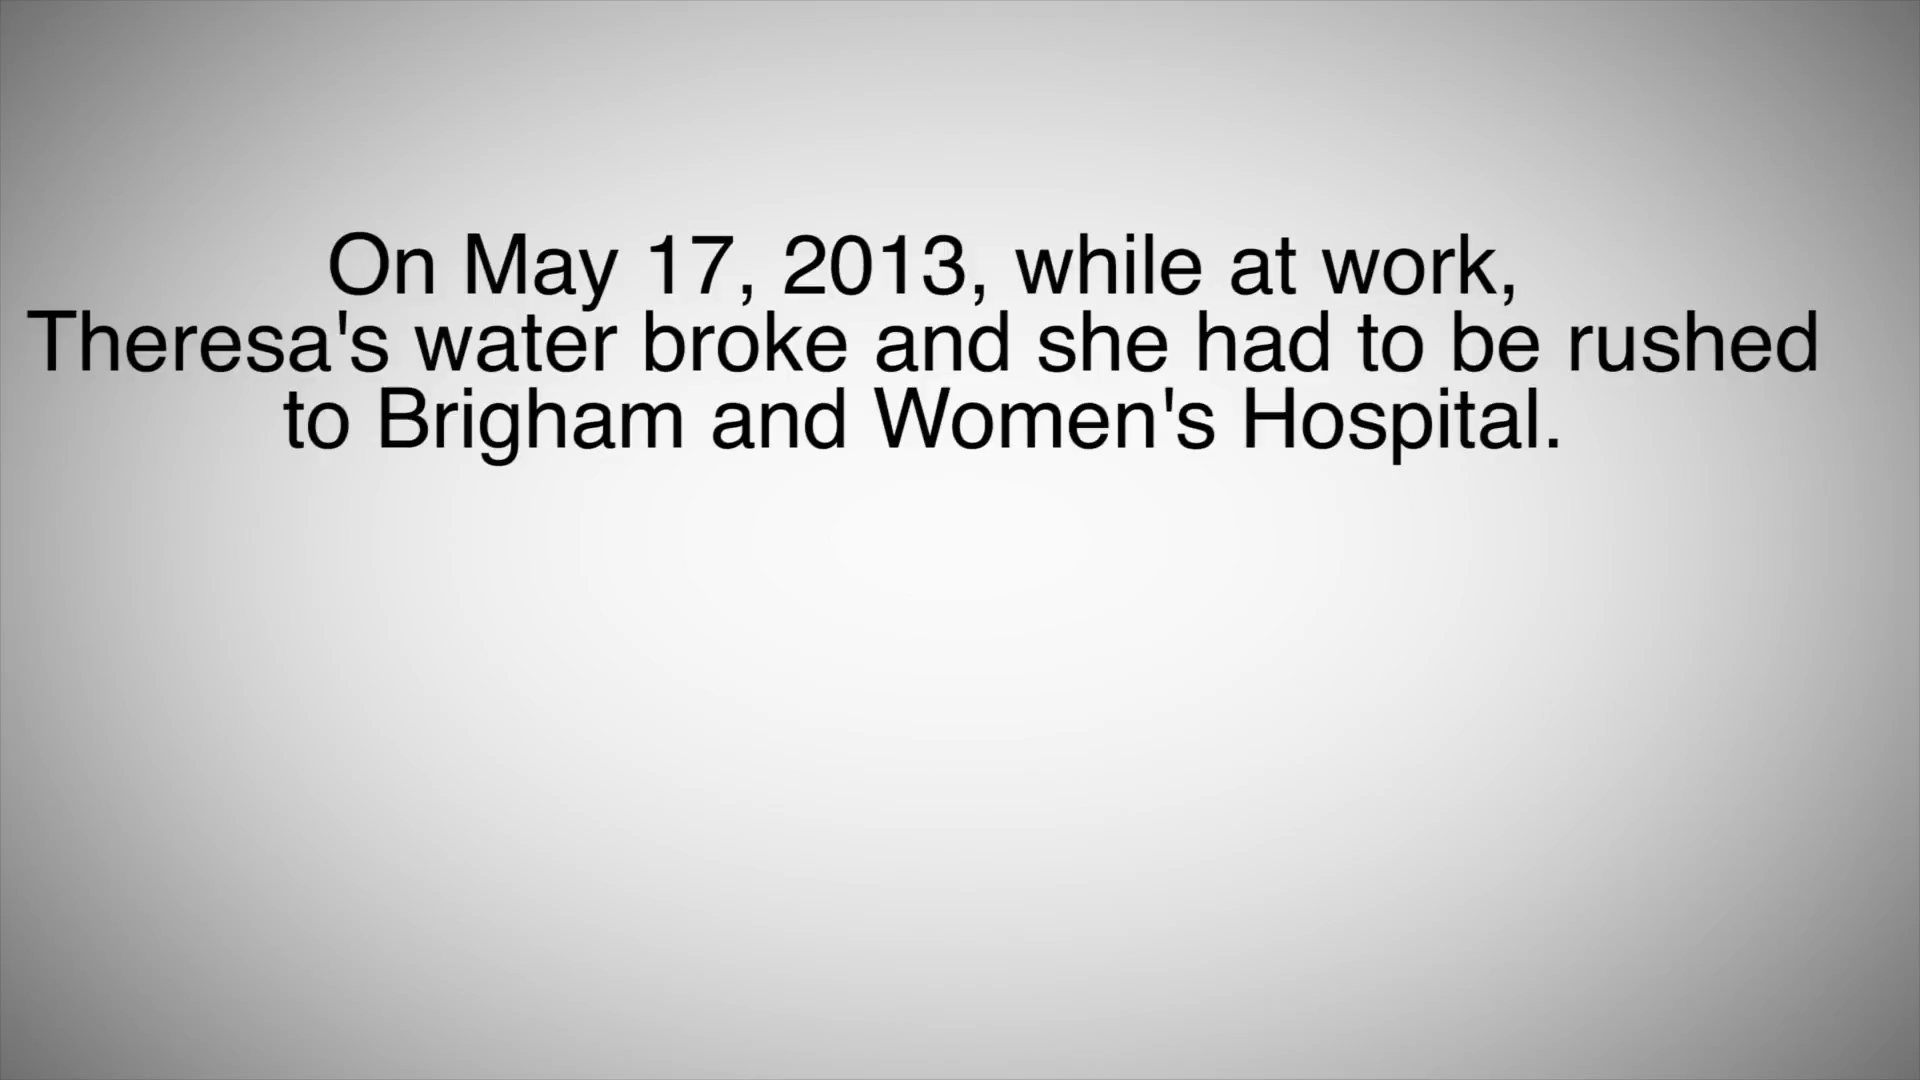 On May 17, 2013, while at work,
Theresa's water broke and she had to be rushed
to Brigham and Women's Hospital.